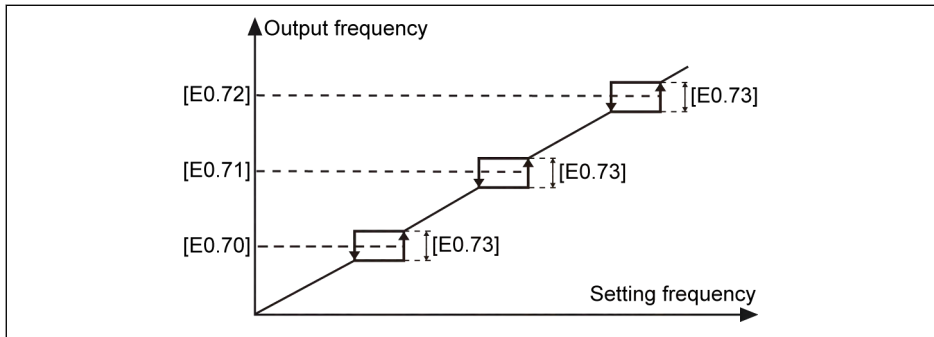 Output frequency
[E0.72]
[E0.73]
[E0.71]
[E0.73]
[E0.70]
[E0.73]
Setting frequency